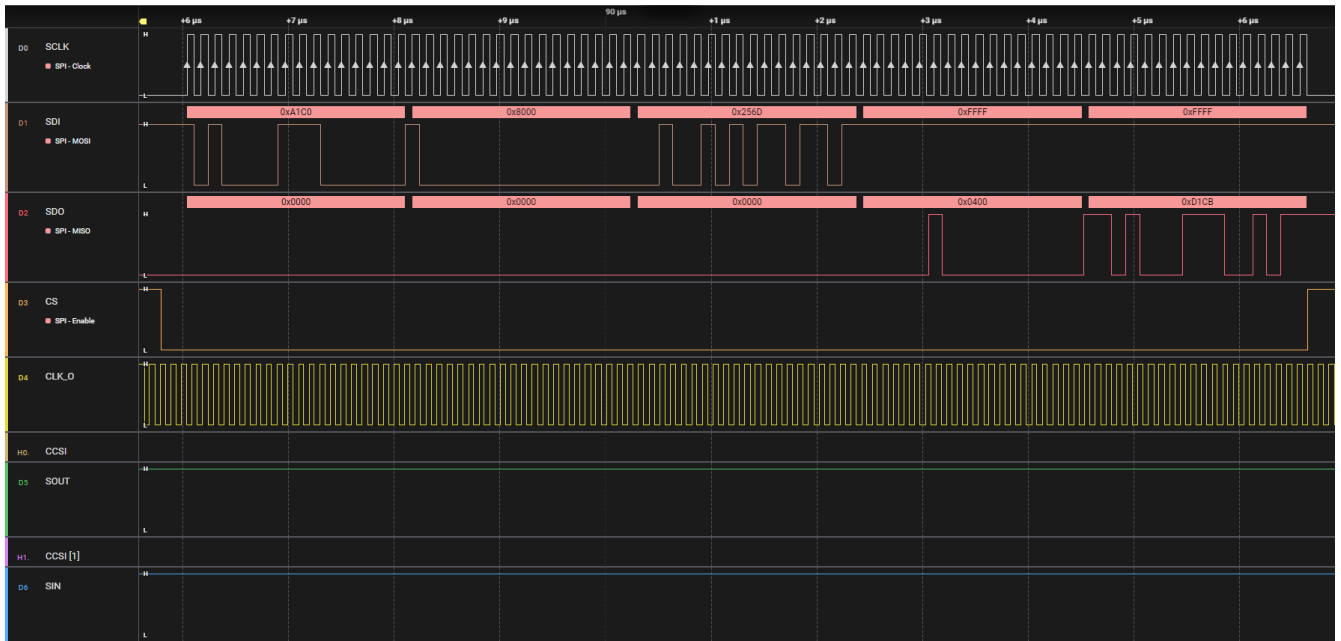 90 µs
+6 µs +7 µs +8 µs +9 µs +1 µs +2 µs +3 µs +4 µs +5 µs +6 µs
D0 SCLK H
SPI - Clock
L
0xA1C0 0x8000 0x256D 0xFFFF 0xFFFF
D1 SDI H
SPI - MOSI
L
0x0000 0x0000 0x0000 0x0400 0xD1CB
D2 SDO H
SPI - MISO
L
D3 CS H
SPI - Enable
L
D4 CLK_O H
L
H0. CCSI
D5 SOUT H
L
H1. CCSI [1]
D6 SIN H
L